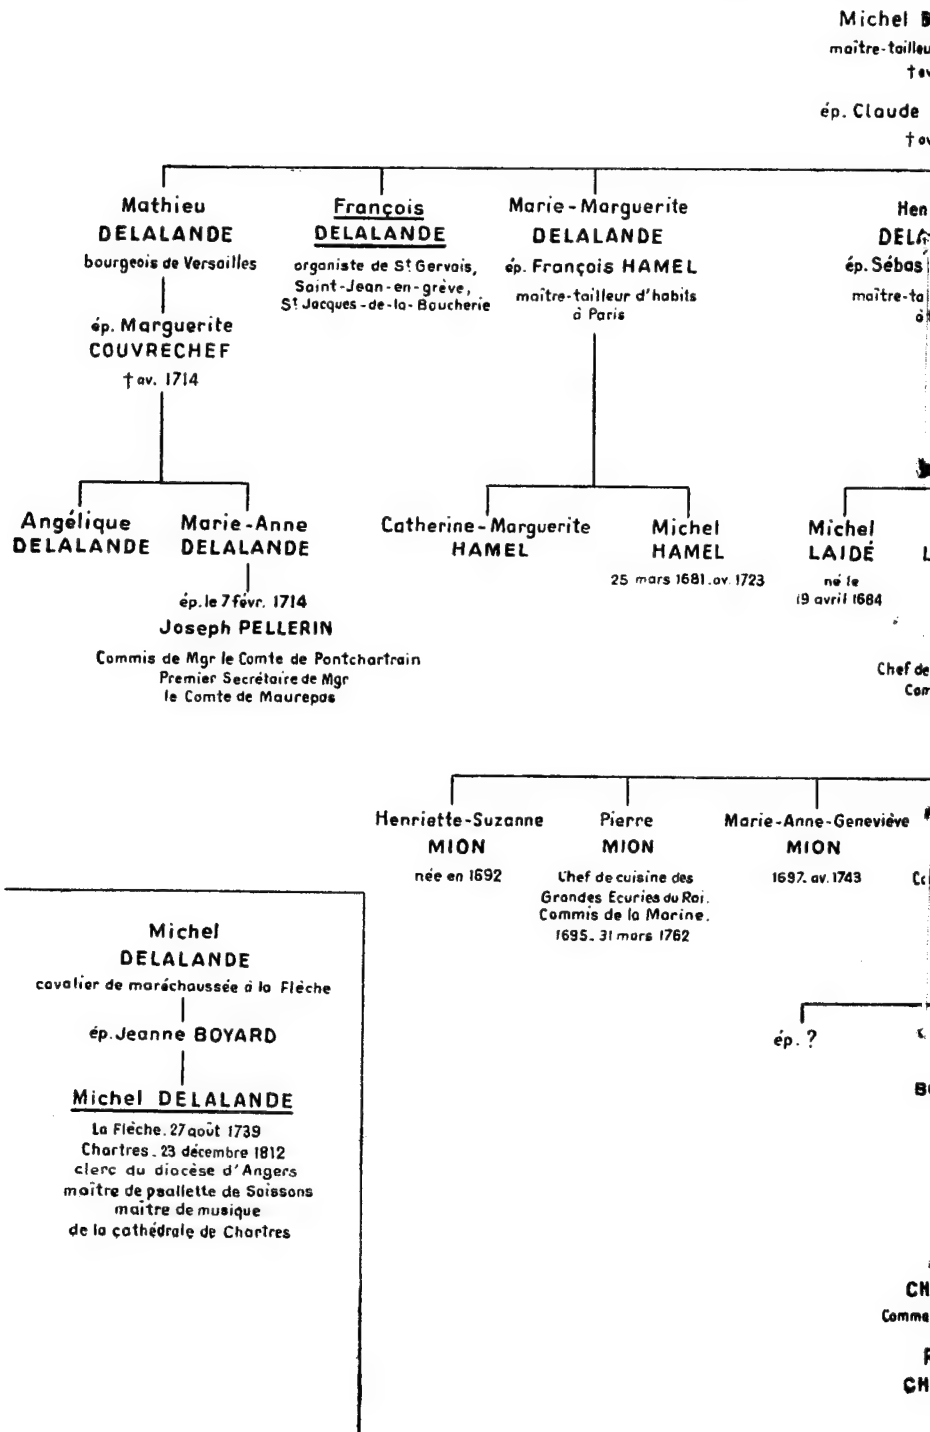 Michel
maître-tailleu
† av
ép. Claude
† av
Mathieu
DELALANDE
bourgeois de Versailles
ép. Marguerite
COUVRECHEF
† av. 1714
François
DELALANDE
organiste de St Gervais,
Saint-Jean-en-grève,
St Jacques-de-la-Boucherie
Marie-Marguerite
DELALANDE
ép. François HAMEL
maître-tailleur d'habits
à Paris
Hen
DELA
ép. Sébas
maître-ta
à
Angélique
DELALANDE
Marie-Anne
DELALANDE
ép. le 7 févr. 1714
Joseph PELLERIN
Commis de Mgr le Comte de Pontchartrain
Premier Secrétaire de Mgr
le Comte de Maurepas
Catherine-Marguerite
HAMEL
Michel
HAMEL
25 mars 1681. av. 1723
Michel
LAIDÉ
né le
19 avril 1684
L
Chef de
Com
Henriette-Suzanne
MION
née en 1692
Pierre
MION
Chef de cuisine des
Grandes Ecuries du Roi.
Commis de la Marine.
1695. 31 mars 1762
Marie-Anne-Geneviève
MION
1697. av. 1743
Michel
DELALANDE
cavalier de maréchaussée à la Flèche
ép. Jeanne BOYARD
Michel DELALANDE
La Flèche. 27 août 1739
Chartres. 23 décembre 1812
clerc du diocèse d'Angers
maître de psallette de Soissons
maître de musique
de la cathédrale de Chartres
ép. ?
CH
Comme
CH